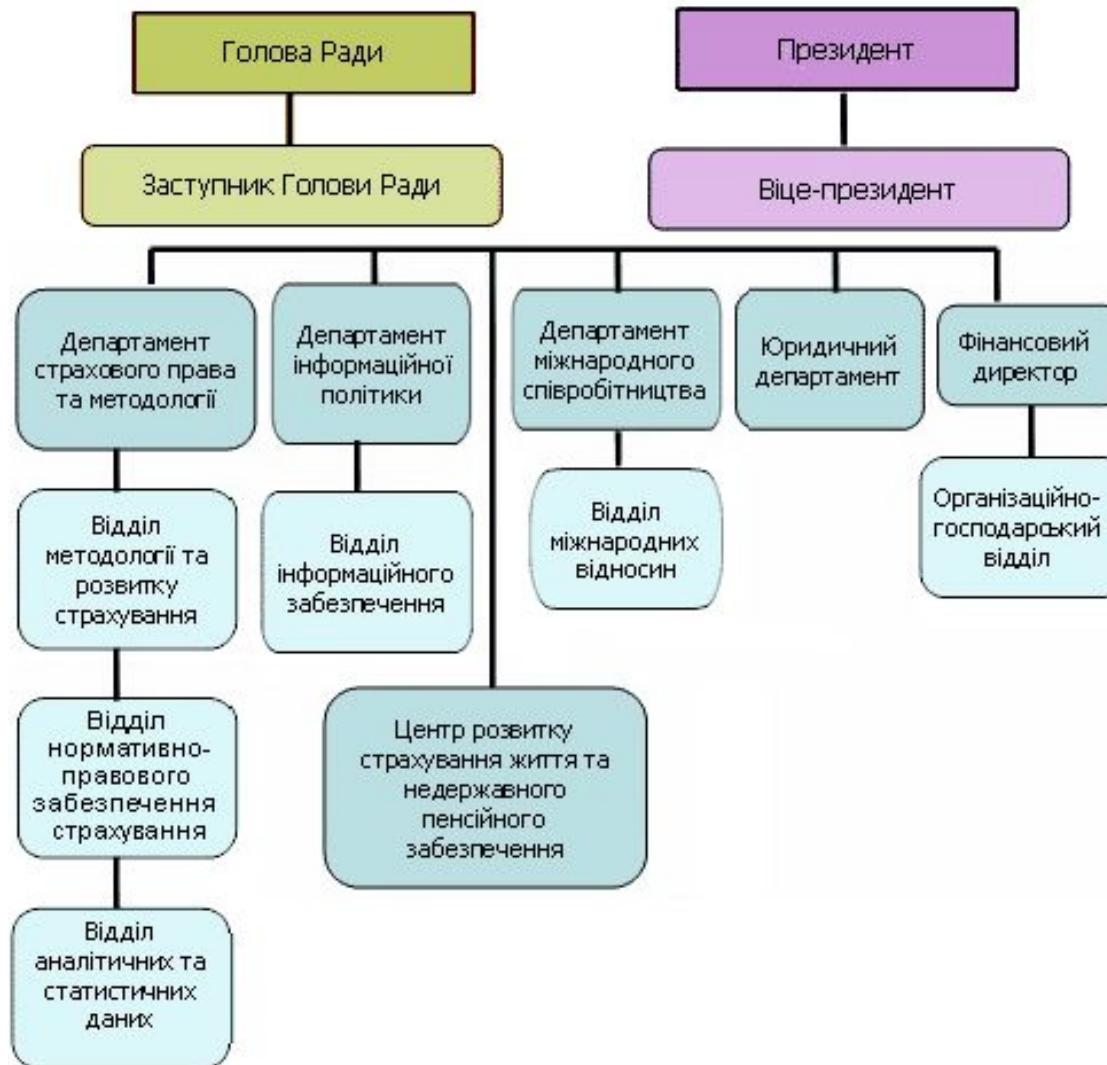 Голова Ради
Президент
Заступник Голови Ради
Віце-президент
Департамент
страхового права
та методології
Департамент
інформаційної
політики
Департамент
міжнародного
співробітництва
Юридичний
департамент
Фінансовий
директор
Відділ
методології та
розвитку
страхування
Відділ
інформаційного
забезпечення
Відділ
міжнародних
відносин
Організаційно-
господарський
відділ
Відділ
нормативно-
правового
забезпечення
страхування
Центр розвитку
страхування життя та
недержавного
пенсійного
забезпечення
Відділ
аналітичних та
статистичних
даних